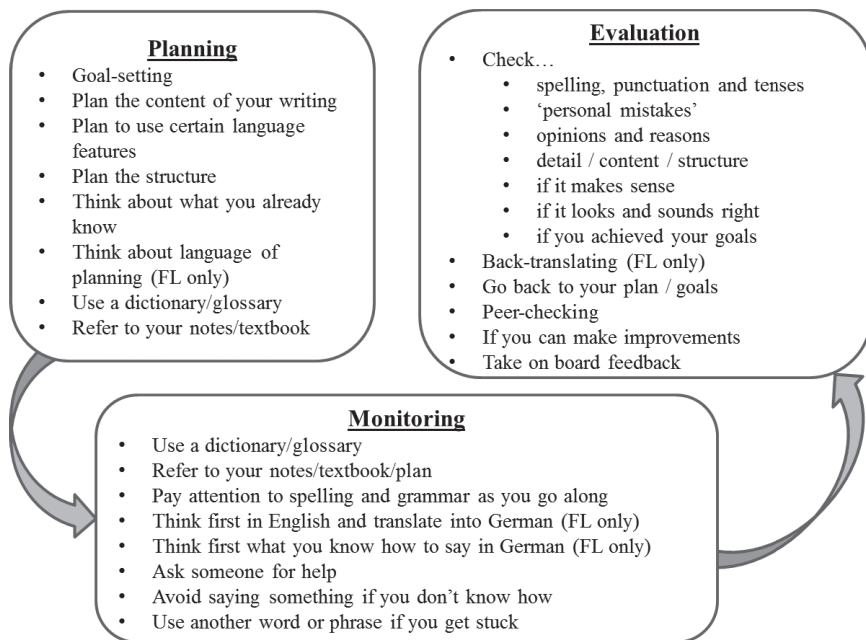 Planning
• Goal-setting
• Plan the content of your writing
• Plan to use certain language
features
• Plan the structure
• Think about what you already
know
• Think about language of
planning (FL only)
• Use a dictionary/glossary
• Refer to your notes/textbook
Evaluation
• Check…
• spelling, punctuation and tenses
• ‘personal mistakes’
• opinions and reasons
• detail / content / structure
• if it makes sense
• if it looks and sounds right
• if you achieved your goals
• Back-translating (FL only)
• Go back to your plan / goals
• Peer-checking
• If you can make improvements
• Take on board feedback
Monitoring
• Use a dictionary/glossary
• Refer to your notes/textbook/plan
• Pay attention to spelling and grammar as you go along
• Think first in English and translate into German (FL only)
• Think first what you know how to say in German (FL only)
• Ask someone for help
• Avoid saying something if you don’t know how
• Use another word or phrase if you get stuck